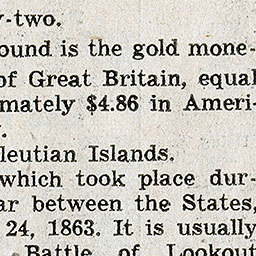 y-two.
ound is the gold mone-
of Great Britain, equal
mately $4.86 in Ameri-
.
leutian Islands.
which took place dur-
ar between the States,
24, 1863. It is usually
Battle of Lookout